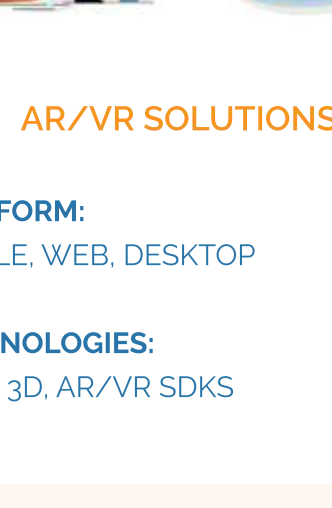 AR/VR SOLUTIONS
FORM:
LE, WEB, DESKTOP
NOLOGIES:
3D, AR/VR SDKS